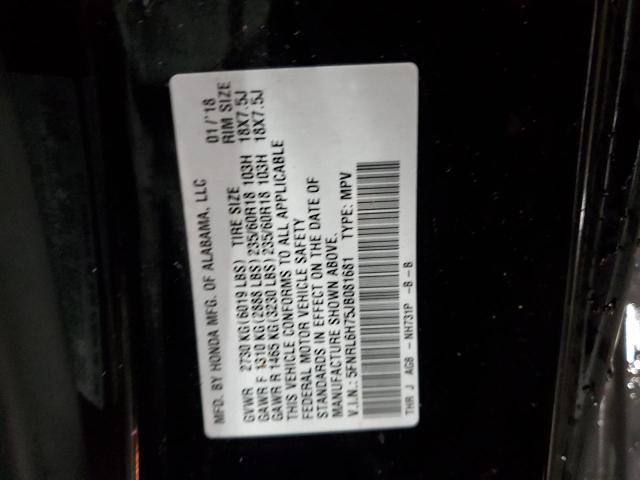 MFD. BY HONDA MFG. OF ALABAMA, LLC 01/'18
TIRE SIZE RIM SIZE
GVWR 2730 KG (6019 LBS)
GAWR F 1310 KG (2888 LBS) 235/60R18 103H 18X7.5J
GAWR R 1465 KG (3230 LBS) 235/60R18 103H 18X7.5J
THIS VEHICLE CONFORMS TO ALL APPLICABLE
FEDERAL MOTOR VEHICLE SAFETY
STANDARDS IN EFFECT ON THE DATE OF
MANUFACTURE SHOWN ABOVE.
V.I.N.: 5FNRL6H75JB081681 TYPE: MPV
THR J AG8 -NH731P -B -B